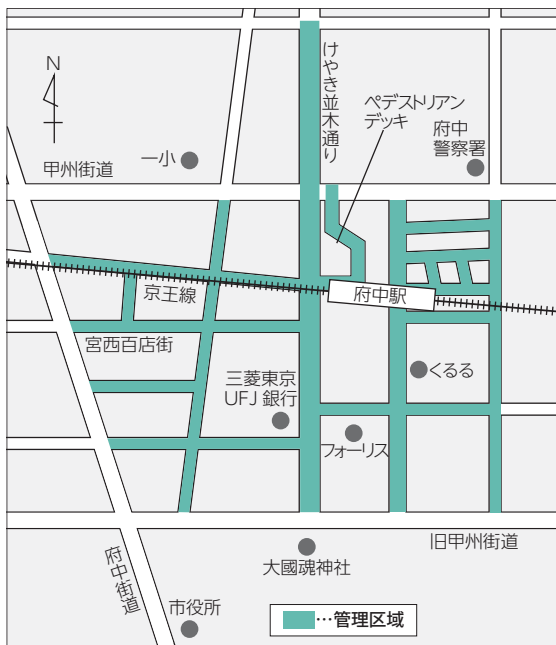 N
けやき並木通り
ペデストリアン
デッキ
府中
警察署
一小
甲州街道
京王線
府中駅
宮西百店街
三菱東京
UFJ 銀行
くるる
フォーリス
旧甲州街道
大國魂神社
府中街道
市役所
…管理区域